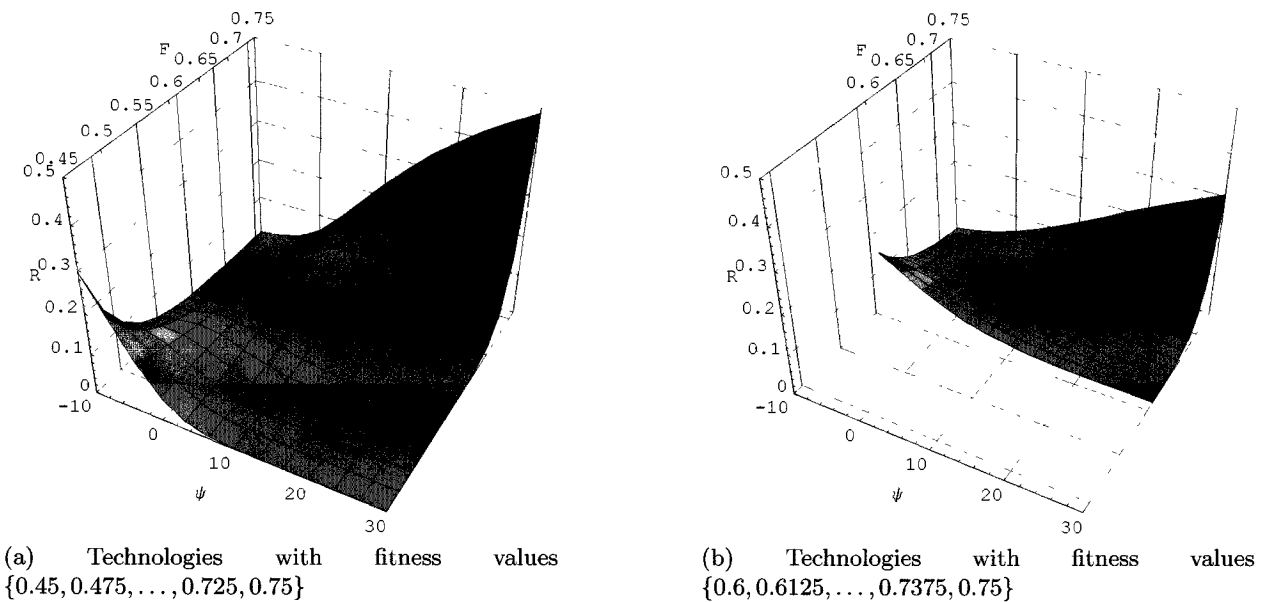 0.75
0.7
F 0.65
0.6
0.55
0.5
0.45
0.5
0.4
R 0.3
0.2
0.1
0
-10
0
10
20
30
ψ
(a) Technologies with fitness values
{0.45, 0.475, . . . , 0.725, 0.75}
0.75
0.7
F 0.65
0.6
0.5
0.4
R 0.3
0.2
0.1
0
-10
0
10
20
30
ψ
(b) Technologies with fitness values
{0.6, 0.6125, . . . , 0.7375, 0.75}